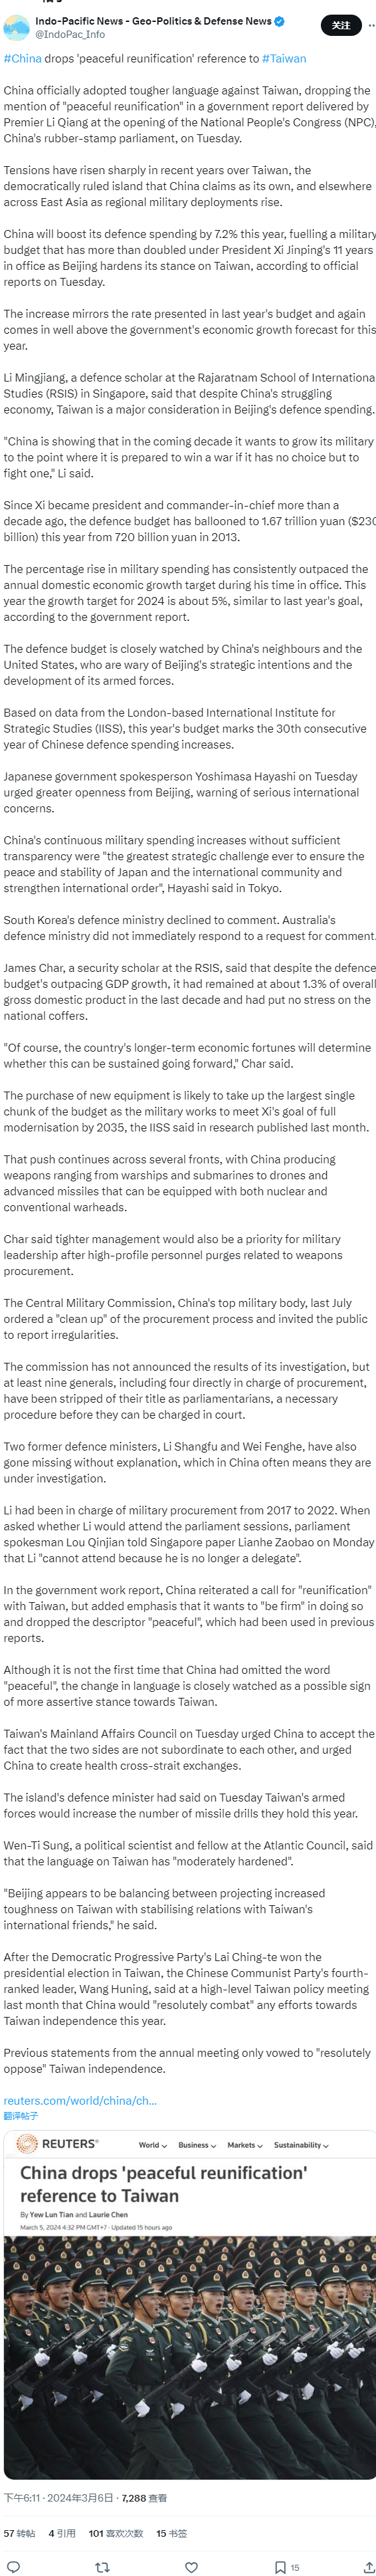 Indo-Pacific News - Geo-Politics & Defense News
关注
@IndoPac_Info
#China drops 'peaceful reunification' reference to #Taiwan
China officially adopted tougher language against Taiwan, dropping the
mention of "peaceful reunification" in a government report delivered by
Premier Li Qiang at the opening of the National People's Congress (NPC),
China's rubber-stamp parliament, on Tuesday.
Tensions have risen sharply in recent years over Taiwan, the
democratically ruled island that China claims as its own, and elsewhere
across East Asia as regional military deployments rise.
China will boost its defence spending by 7.2% this year, fuelling a military
budget that has more than doubled under President Xi Jinping's 11 years
in office as Beijing hardens its stance on Taiwan, according to official
reports on Tuesday.
The increase mirrors the rate presented in last year's budget and again
comes in well above the government's economic growth forecast for this
year.
Li Mingjiang, a defence scholar at the Rajaratnam School of Internationa
Studies (RSIS) in Singapore, said that despite China's struggling
economy, Taiwan is a major consideration in Beijing's defence spending.
"China is showing that in the coming decade it wants to grow its military
to the point where it is prepared to win a war if it has no choice but to
fight one," Li said.
Since Xi became president and commander-in-chief more than a
decade ago, the defence budget has ballooned to 1.67 trillion yuan ($230
billion) this year from 720 billion yuan in 2013.
The percentage rise in military spending has consistently outpaced the
annual domestic economic growth target during his time in office. This
year the growth target for 2024 is about 5%, similar to last year's goal,
according to the government report.
The defence budget is closely watched by China's neighbours and the
United States, who are wary of Beijing's strategic intentions and the
development of its armed forces.
Based on data from the London-based International Institute for
Strategic Studies (IISS), this year's budget marks the 30th consecutive
year of Chinese defence spending increases.
Japanese government spokesperson Yoshimasa Hayashi on Tuesday
urged greater openness from Beijing, warning of serious international
concerns.
China's continuous military spending increases without sufficient
transparency were "the greatest strategic challenge ever to ensure the
peace and stability of Japan and the international community and
strengthen international order", Hayashi said in Tokyo.
South Korea's defence ministry declined to comment. Australia's
defence ministry did not immediately respond to a request for comment.
James Char, a security scholar at the RSIS, said that despite the defence
budget's outpacing GDP growth, it had remained at about 1.3% of overall
gross domestic product in the last decade and had put no stress on the
national coffers.
"Of course, the country's longer-term economic fortunes will determine
whether this can be sustained going forward," Char said.
The purchase of new equipment is likely to take up the largest single
chunk of the budget as the military works to meet Xi's goal of full
modernisation by 2035, the IISS said in research published last month.
That push continues across several fronts, with China producing
weapons ranging from warships and submarines to drones and
advanced missiles that can be equipped with both nuclear and
conventional warheads.
Char said tighter management would also be a priority for military
leadership after high-profile personnel purges related to weapons
procurement.
The Central Military Commission, China's top military body, last July
ordered a "clean up" of the procurement process and invited the public
to report irregularities.
The commission has not announced the results of its investigation, but
at least nine generals, including four directly in charge of procurement,
have been stripped of their title as parliamentarians, a necessary
procedure before they can be charged in court.
Two former defence ministers, Li Shangfu and Wei Fenghe, have also
gone missing without explanation, which in China often means they are
under investigation.
Li had been in charge of military procurement from 2017 to 2022. When
asked whether Li would attend the parliament sessions, parliament
spokesman Lou Qinjian told Singapore paper Lianhe Zaobao on Monday
that Li "cannot attend because he is no longer a delegate".
In the government work report, China reiterated a call for "reunification"
with Taiwan, but added emphasis that it wants to "be firm" in doing so
and dropped the descriptor "peaceful", which had been used in previous
reports.
Although it is not the first time that China had omitted the word
"peaceful", the change in language is closely watched as a possible sign
of more assertive stance towards Taiwan.
Taiwan's Mainland Affairs Council on Tuesday urged China to accept the
fact that the two sides are not subordinate to each other, and urged
China to create health cross-strait exchanges.
The island's defence minister had said on Tuesday Taiwan's armed
forces would increase the number of missile drills they hold this year.
Wen-Ti Sung, a political scientist and fellow at the Atlantic Council, said
that the language on Taiwan has "moderately hardened".
"Beijing appears to be balancing between projecting increased
toughness on Taiwan with stabilising relations with Taiwan's
international friends," he said.
After the Democratic Progressive Party's Lai Ching-te won the
presidential election in Taiwan, the Chinese Communist Party's fourth-
ranked leader, Wang Huning, said at a high-level Taiwan policy meeting
last month that China would "resolutely combat" any efforts towards
Taiwan independence this year.
Previous statements from the annual meeting only vowed to "resolutely
oppose" Taiwan independence.
reuters.com/world/china/ch...
翻译帖子
REUTERS® World Business Markets Sustainability
China drops 'peaceful reunification'
reference to Taiwan
By Yew Lun Tian and Laurie Chen
March 5, 2024 4:32 PM GMT+7 · Updated 15 hours ago
下午6:11 · 2024年3月6日 · 7,288 查看
57 转帖 4 引用 101 喜欢次数 15 书签
15